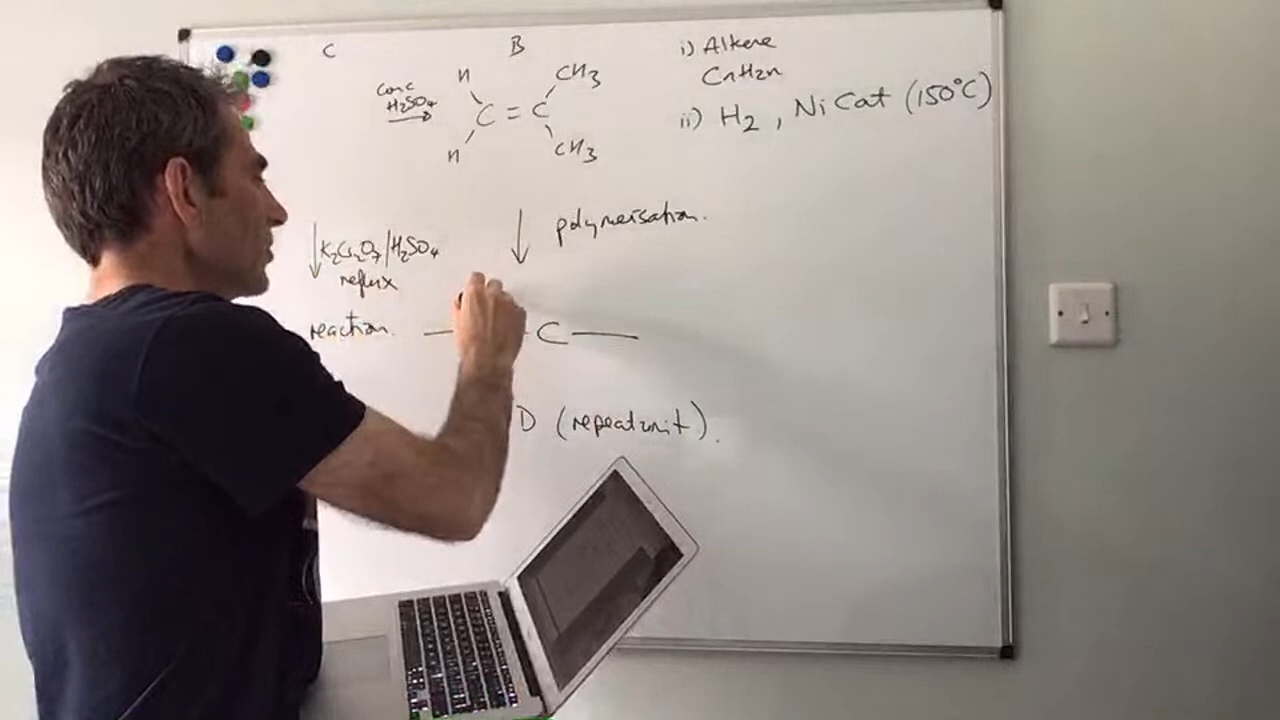 C
B
i) Alkene
CnH2n
ii) H2, Ni Cat (150°C)
conc
H2SO4
H
CH3
C = C
H
CH3
polymerisation.
K2Cr2O7/H2SO4
reflux
reaction.
C
D (repeat unit).